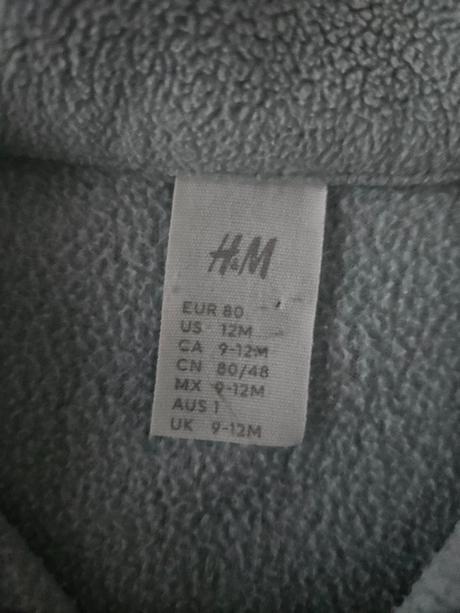 H&M
EUR 80
US 12M
CA 9-12M
CN 80/48
MX 9-12M
AUS 1
UK 9-12M